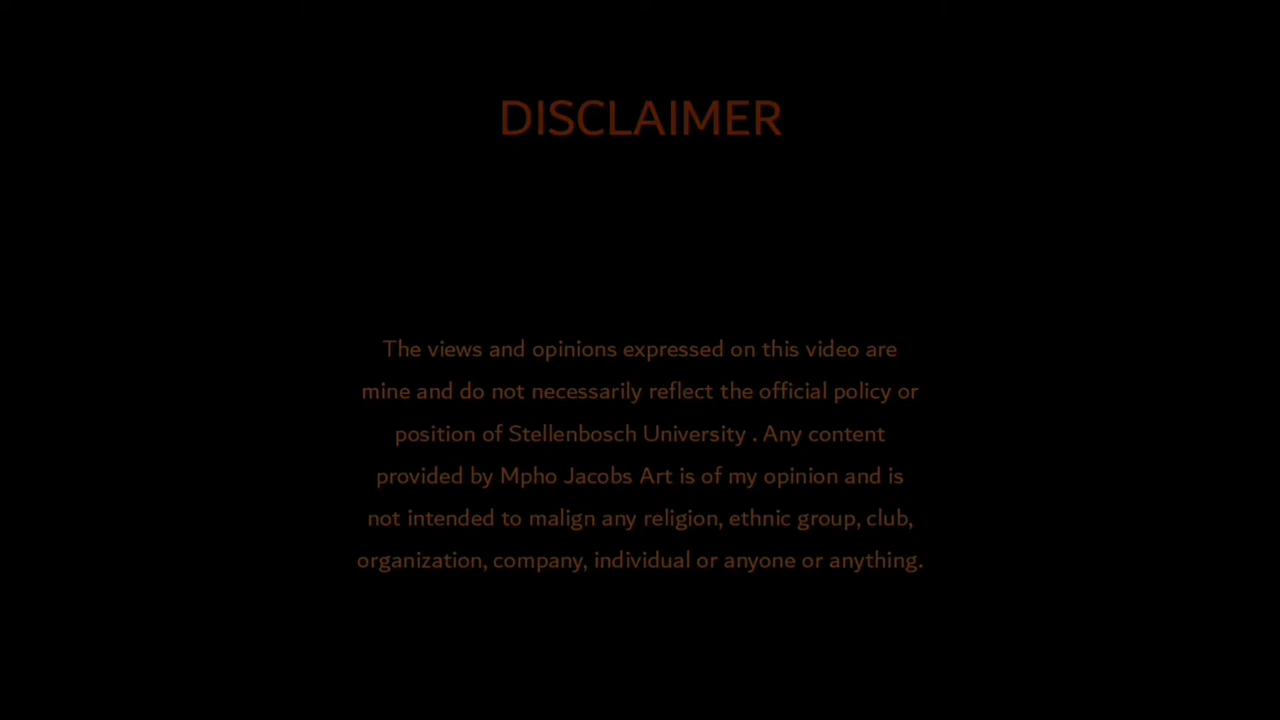 DISCLAIMER
The views and opinions expressed on this video are
mine and do not necessarily reflect the official policy or
position of Stellenbosch University . Any content
provided by Mpho Jacobs Art is of my opinion and is
not intended to malign any religion, ethnic group, club,
organization, company, individual or anyone or anything.